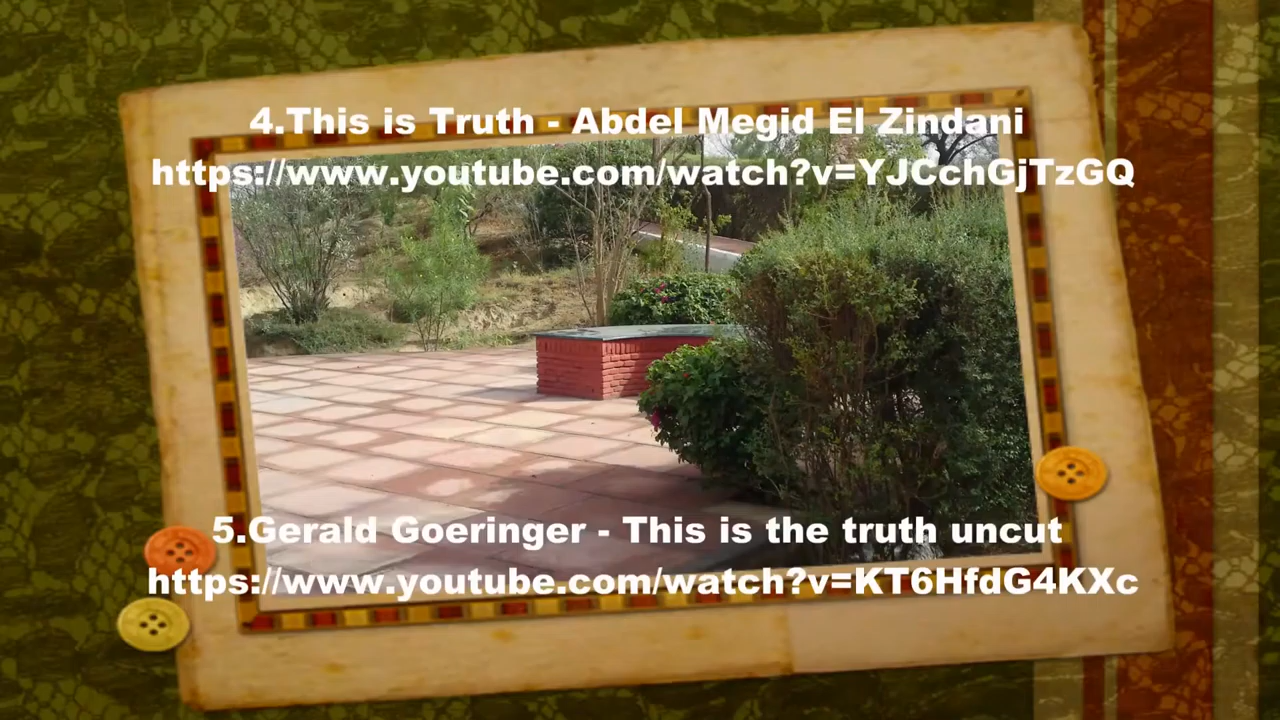 4.This is Truth - Abdel Megid El Zindani
https://www.youtube.com/watch?v=YJCchGjTzGQ
5.Gerald Goeringer - This is the truth uncut
https://www.youtube.com/watch?v=KT6HfdG4KXc